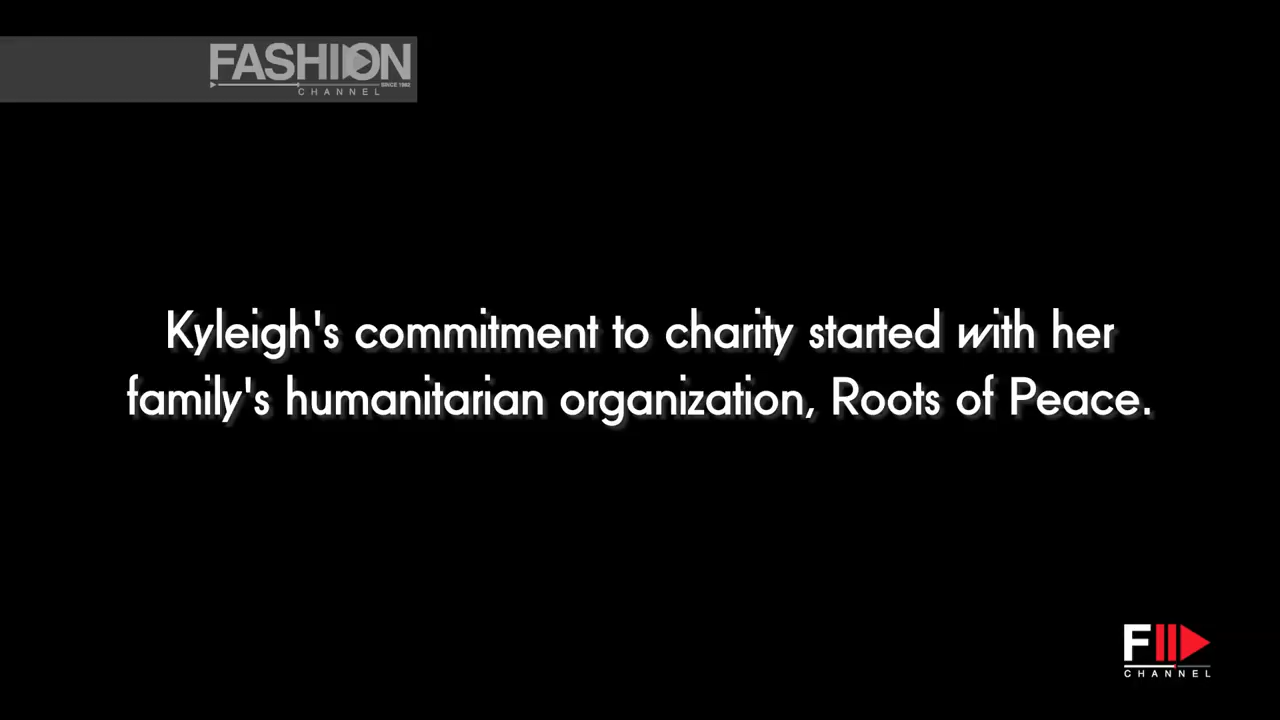 FASHION
SINCE 1982
CHANNEL
Kyleigh's commitment to charity started with her
family's humanitarian organization, Roots of Peace.
F
CHANNEL